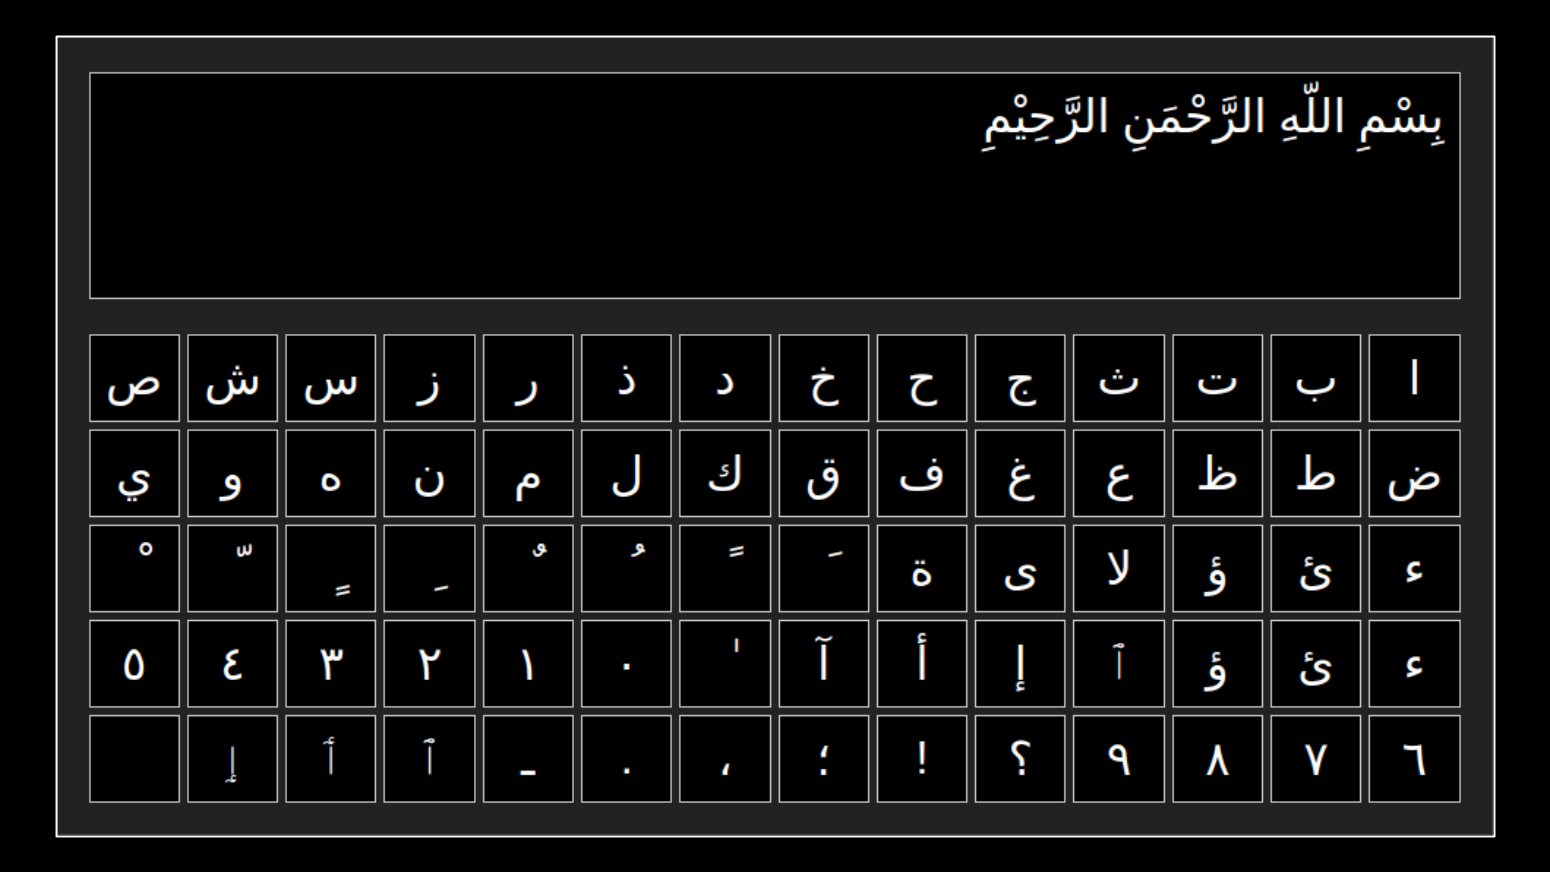 بِسْمِ اللّهِ الرَّحْمَنِ الرَّحِيْمِ
ا ب ت ث ج ح خ د ذ ر ز س ش ص
ض ط ظ ع غ ف ق ك ل م ن ه و ي
ء ئ ؤ لا ى ة َ ً ُ ٌ ِ ٍ ّ ْ
ء ئ ؤ إ أ آ ٰ ٠ ١ ٢ ٣ ٤ ٥
٦ ٧ ٨ ٩ ؟ ! ؛ ، . ـ